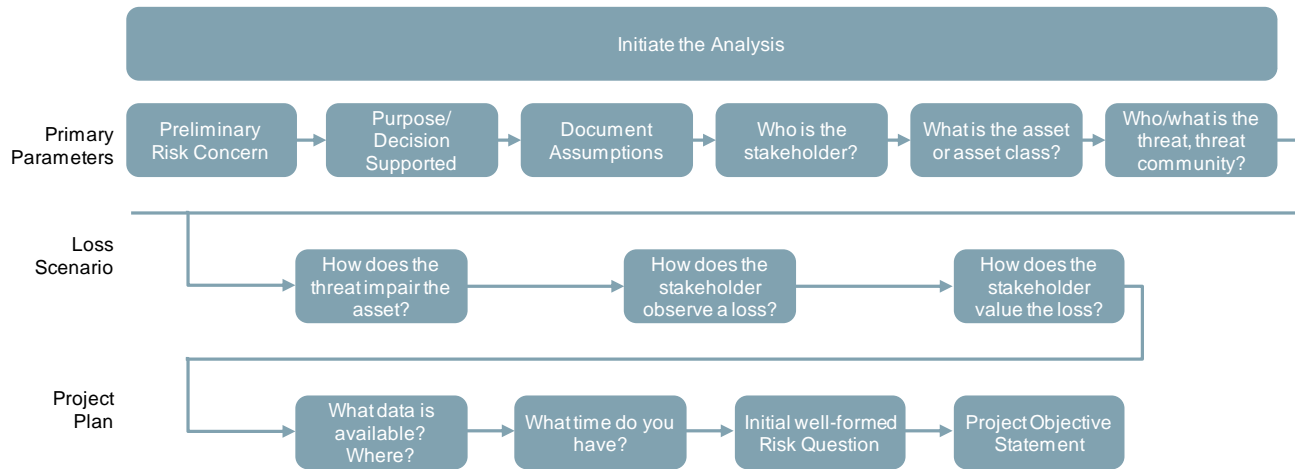 Initiate the Analysis
Primary
Parameters
Preliminary
Risk Concern
Purpose/
Decision
Supported
Document
Assumptions
Who is the
stakeholder?
What is the asset
or asset class?
Who/what is the
threat, threat
community?
Loss
Scenario
How does the
threat impair the
asset?
How does the
stakeholder
observe a loss?
How does the
stakeholder
value the loss?
Project
Plan
What data is
available?
Where?
What time do you
have?
Initial well-formed
Risk Question
Project Objective
Statement